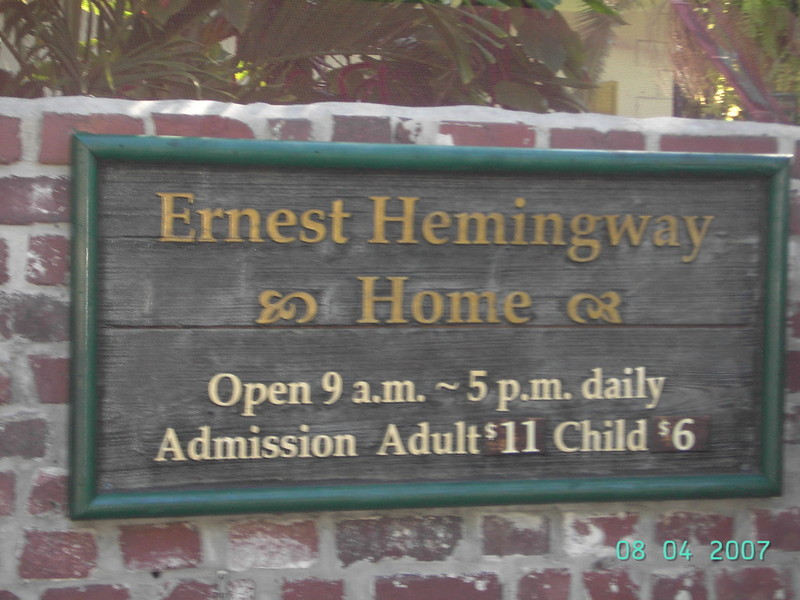 Ernest Hemingway
Home
Open 9 a.m. ~ 5 p.m. daily
Admission Adult $11 Child $6
08 04 2007